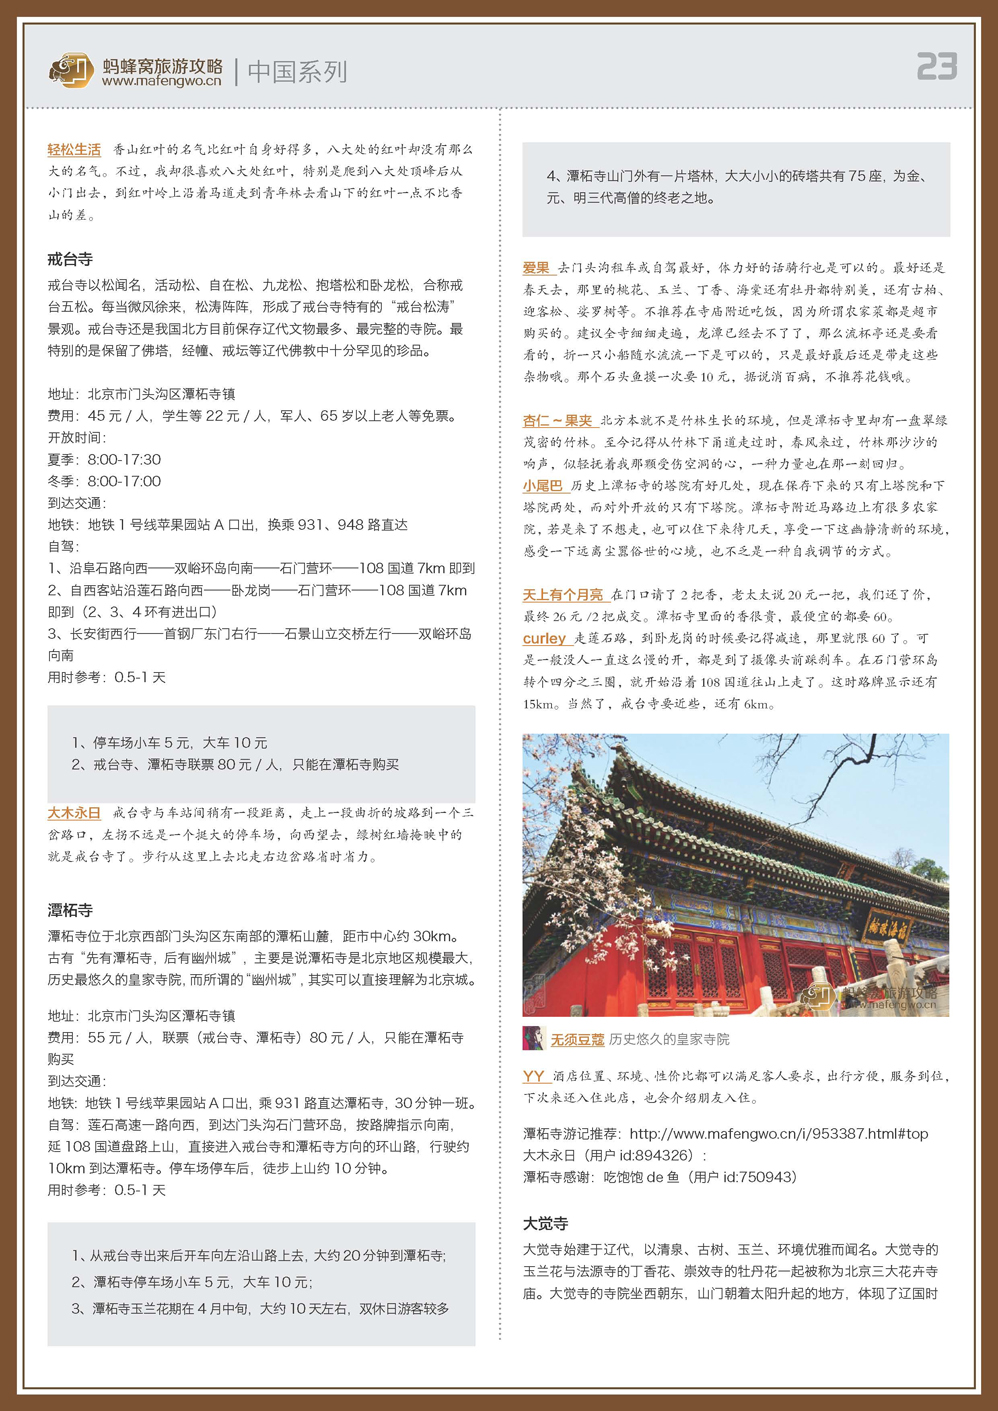 蚂蜂窝旅游攻略
www.mafengwo.cn
中国系列
23
轻松生活 香山红叶的名气比红叶自身好得多，八大处的红叶却没有那么
大的名气。不过，我却很喜欢八大处红叶，特别是爬到八大处顶峰后从
小门出去，到红叶岭上沿着马道走到青年林去看山下的红叶一点不比香
山的差。
戒台寺
戒台寺以松闻名，活动松、自在松、九龙松、抱塔松和卧龙松，合称戒
台五松。每当微风徐来，松涛阵阵，形成了戒台寺特有的“戒台松涛”
景观。戒台寺还是我国北方目前保存辽代文物最多、最完整的寺院。最
特别的是保留了佛塔，经幢、戒坛等辽代佛教中十分罕见的珍品。
地址：北京市门头沟区潭柘寺镇
费用：45 元 / 人，学生等 22 元 / 人，军人、65 岁以上老人等免票。
开放时间：
夏季：8:00-17:30
冬季：8:00-17:00
到达交通：
地铁：地铁 1 号线苹果园站 A 口出，换乘 931、948 路直达
自驾：
1、沿阜石路向西——双峪环岛向南——石门营环——108 国道 7km 即到
2、自西客站沿莲石路向西——卧龙岗——石门营环——108 国道 7km
即到（2、3、4 环有进出口）
3、长安街西行——首钢厂东门右行——石景山立交桥左行——双峪环岛
向南
用时参考：0.5-1 天
1、停车场小车 5 元，大车 10 元
2、戒台寺、潭柘寺联票 80 元 / 人，只能在潭柘寺购买
大木永日 戒台寺与车站间稍有一段距离，走上一段曲折的坡路到一个三
岔路口，左拐不远是一个挺大的停车场，向西望去，绿树红墙掩映中的
就是戒台寺了。步行从这里上去比走右边岔路省时省力。
潭柘寺
潭柘寺位于北京西部门头沟区东南部的潭柘山麓，距市中心约 30km。
古有“先有潭柘寺，后有幽州城”，主要是说潭柘寺是北京地区规模最大，
历史最悠久的皇家寺院，而所谓的“幽州城”，其实可以直接理解为北京城。
地址：北京市门头沟区潭柘寺镇
费用：55 元 / 人，联票（戒台寺、潭柘寺）80 元 / 人，只能在潭柘寺
购买
到达交通：
地铁：地铁 1 号线苹果园站 A 口出，乘 931 路直达潭柘寺，30 分钟一班。
自驾：莲石高速一路向西，到达门头沟石门营环岛，按路牌指示向南，
延 108 国道盘路上山，直接进入戒台寺和潭柘寺方向的环山路，行驶约
10km 到达潭柘寺。停车场停车后，徒步上山约 10 分钟。
用时参考：0.5-1 天
1、从戒台寺出来后开车向左沿山路上去，大约 20 分钟到潭柘寺；
2、潭柘寺停车场小车 5 元，大车 10 元；
3、潭柘寺玉兰花期在 4 月中旬，大约 10 天左右，双休日游客较多
4、潭柘寺山门外有一片塔林，大大小小的砖塔共有 75 座，为金、
元、明三代高僧的终老之地。
爱果 去门头沟租车或自驾最好，体力好的话骑行也是可以的。最好还是
春天去，那里的桃花、玉兰、丁香、海棠还有牡丹都特别美，还有古柏、
迎客松、娑罗树等。不推荐在寺庙附近吃饭，因为所谓农家菜都是超市
购买的。建议全寺细细走遍，龙潭已经去不了了，那么流杯亭还是要看
看的，折一只小船随水流流一下是可以的，只是最好最后还是带走这些
杂物哦。那个石头鱼摸一次要 10 元，据说消百病，不推荐花钱哦。
杏仁 ~ 果夹 北方本就不是竹林生长的环境，但是潭柘寺里却有一盘翠绿
茂密的竹林。至今记得从竹林下甬道走过时，春风来过，竹林那沙沙的
响声，似轻抚着我那颗受伤空洞的心，一种力量也在那一刻回归。
小尾巴 历史上潭柘寺的塔院有好几处，现在保存下来的只有上塔院和下
塔院两处，而对外开放的只有下塔院。潭柘寺附近马路边上有很多农家
院，若是来了不想走，也可以住下来待几天，享受一下这幽静清新的环境，
感受一下远离尘嚣俗世的心境，也不乏是一种自我调节的方式。
天上有个月亮 在门口请了 2 把香，老太太说 20 元一把，我们还了价，
最终 26 元 /2 把成交。潭柘寺里面的香很贵，最便宜的都要 60。
curley 走莲石路，到卧龙岗的时候要记得减速，那里就限 60 了。可
是一般没人一直这么慢的开，都是到了摄像头前踩刹车。在石门营环岛
转个四分之三圈，就开始沿着 108 国道往山上走了。这时路牌显示还有
15km。当然了，戒台寺要近些，还有 6km。
蚂蜂窝旅游攻略
www.mafengwo.cn
无须豆蔻 历史悠久的皇家寺院
YY 酒店位置、环境、性价比都可以满足客人要求，出行方便，服务到位，
下次来还入住此店，也会介绍朋友入住。
潭柘寺游记推荐：http://www.mafengwo.cn/i/953387.html#top
大木永日（用户 id:894326）：
潭柘寺感谢：吃饱饱 de 鱼（用户 id:750943）
大觉寺
大觉寺始建于辽代，以清泉、古树、玉兰、环境优雅而闻名。大觉寺的
玉兰花与法源寺的丁香花、崇效寺的牡丹花一起被称为北京三大花卉寺
庙。大觉寺的寺院坐西朝东，山门朝着太阳升起的地方，体现了辽国时